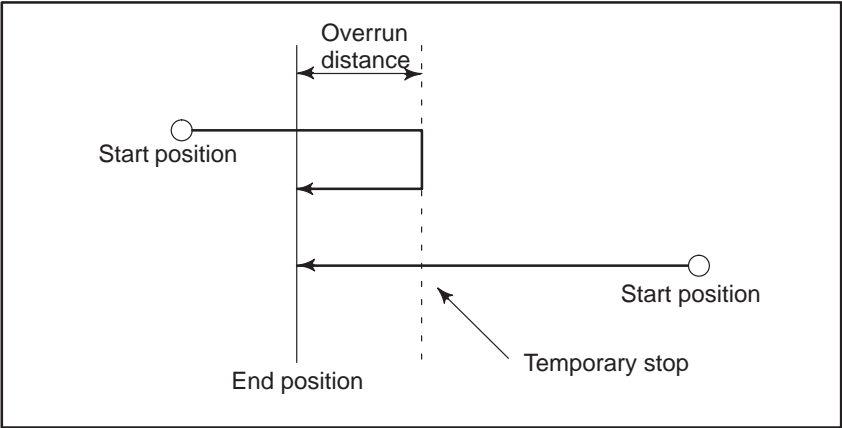 Overrun
distance
Start position
Start position
Temporary stop
End position